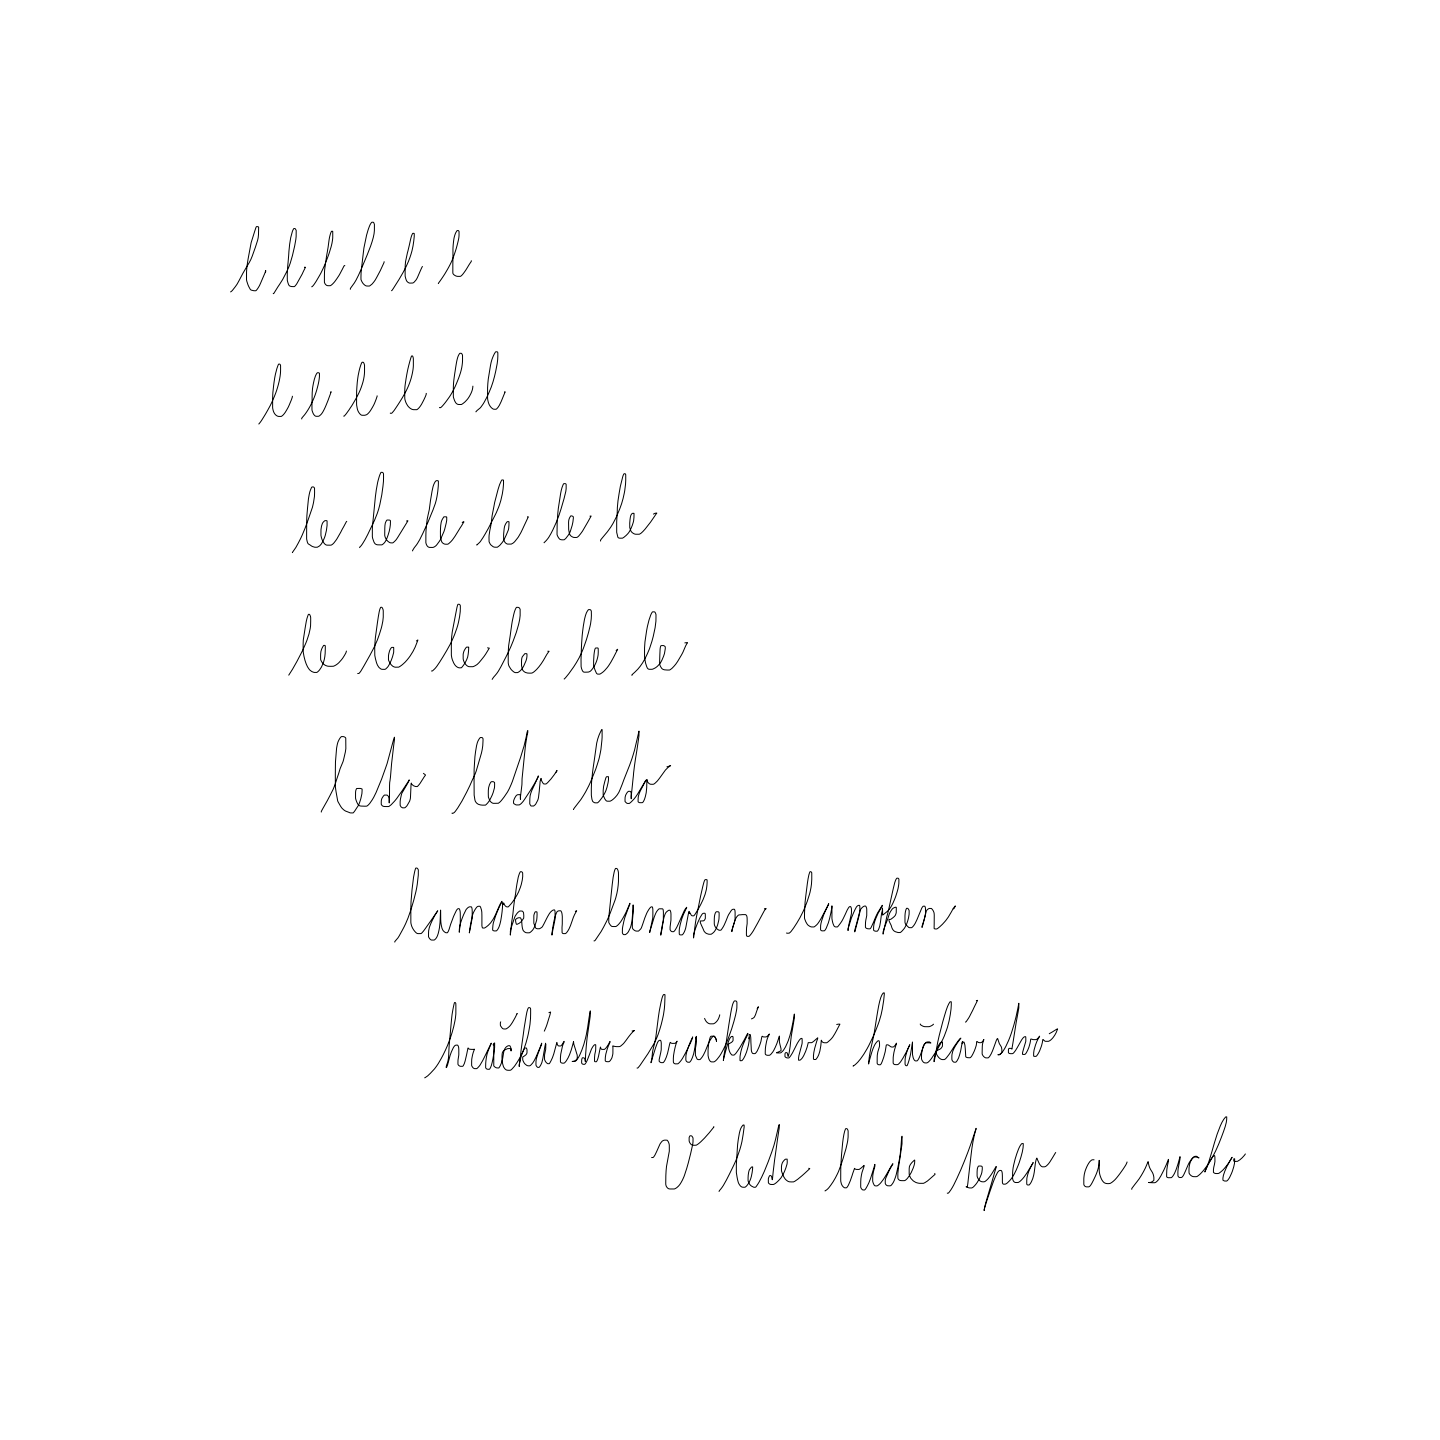 l l l l l l
l l l l l l
le le le le le le
le le le le le le
leto leto leto
lamoken lamoken lamoken
hračkárstvo hračkárstvo hračkárstvo
V lete bude teplo a sucho